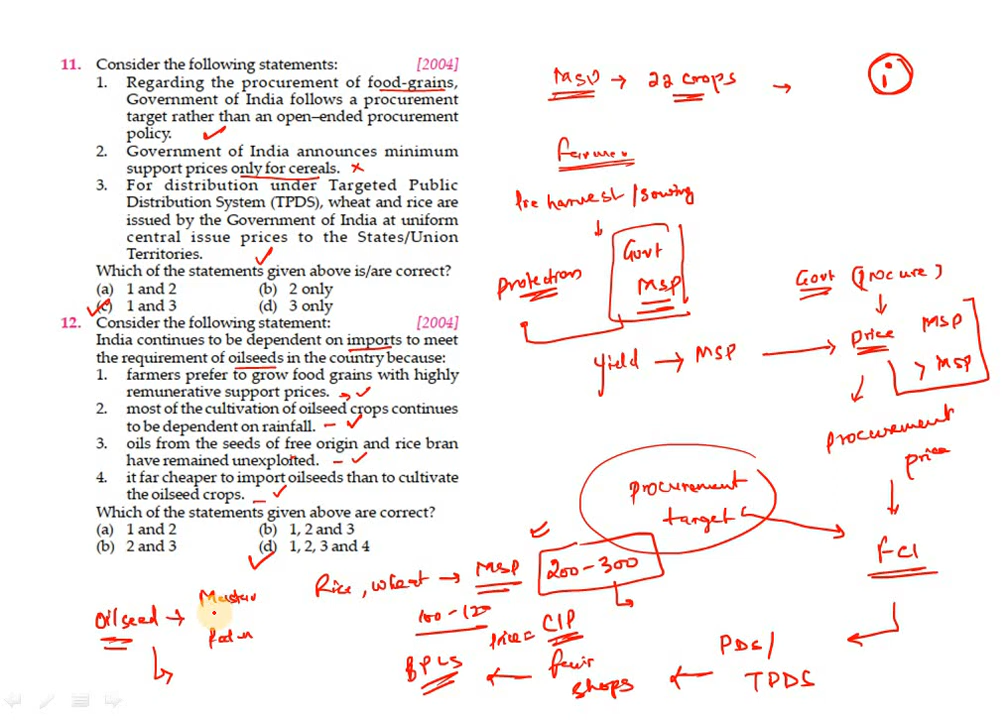 11. Consider the following statements: [2004]
1. Regarding the procurement of food-grains,
Government of India follows a procurement
target rather than an open–ended procurement
policy.
2. Government of India announces minimum
support prices only for cereals.
3. For distribution under Targeted Public
Distribution System (TPDS), wheat and rice are
issued by the Government of India at uniform
central issue prices to the States/Union
Territories.
Which of the statements given above is/are correct?
(a) 1 and 2 (b) 2 only
(c) 1 and 3 (d) 3 only
12. Consider the following statement: [2004]
India continues to be dependent on imports to meet
the requirement of oilseeds in the country because:
1. farmers prefer to grow food grains with highly
remunerative support prices.
2. most of the cultivation of oilseed crops continues
to be dependent on rainfall.
3. oils from the seeds of free origin and rice bran
have remained unexploited.
4. it far cheaper to import oilseeds than to cultivate
the oilseed crops.
Which of the statements given above are correct?
(a) 1 and 2 (b) 1, 2 and 3
(b) 2 and 3 (d) 1, 2, 3 and 4
MSP → 22 crops →
farmer
Pre harvest / sowing
Govt
MSP
protection
Govt (procure)
yield → MSP → price
MSP
> MSP
procurement
price
procurement
target
FCI
Rice, wheat → MSP 200-300
100-120
price = CIP
PDS/
TPDS
BPLS ← fair
shops
Oilseed →